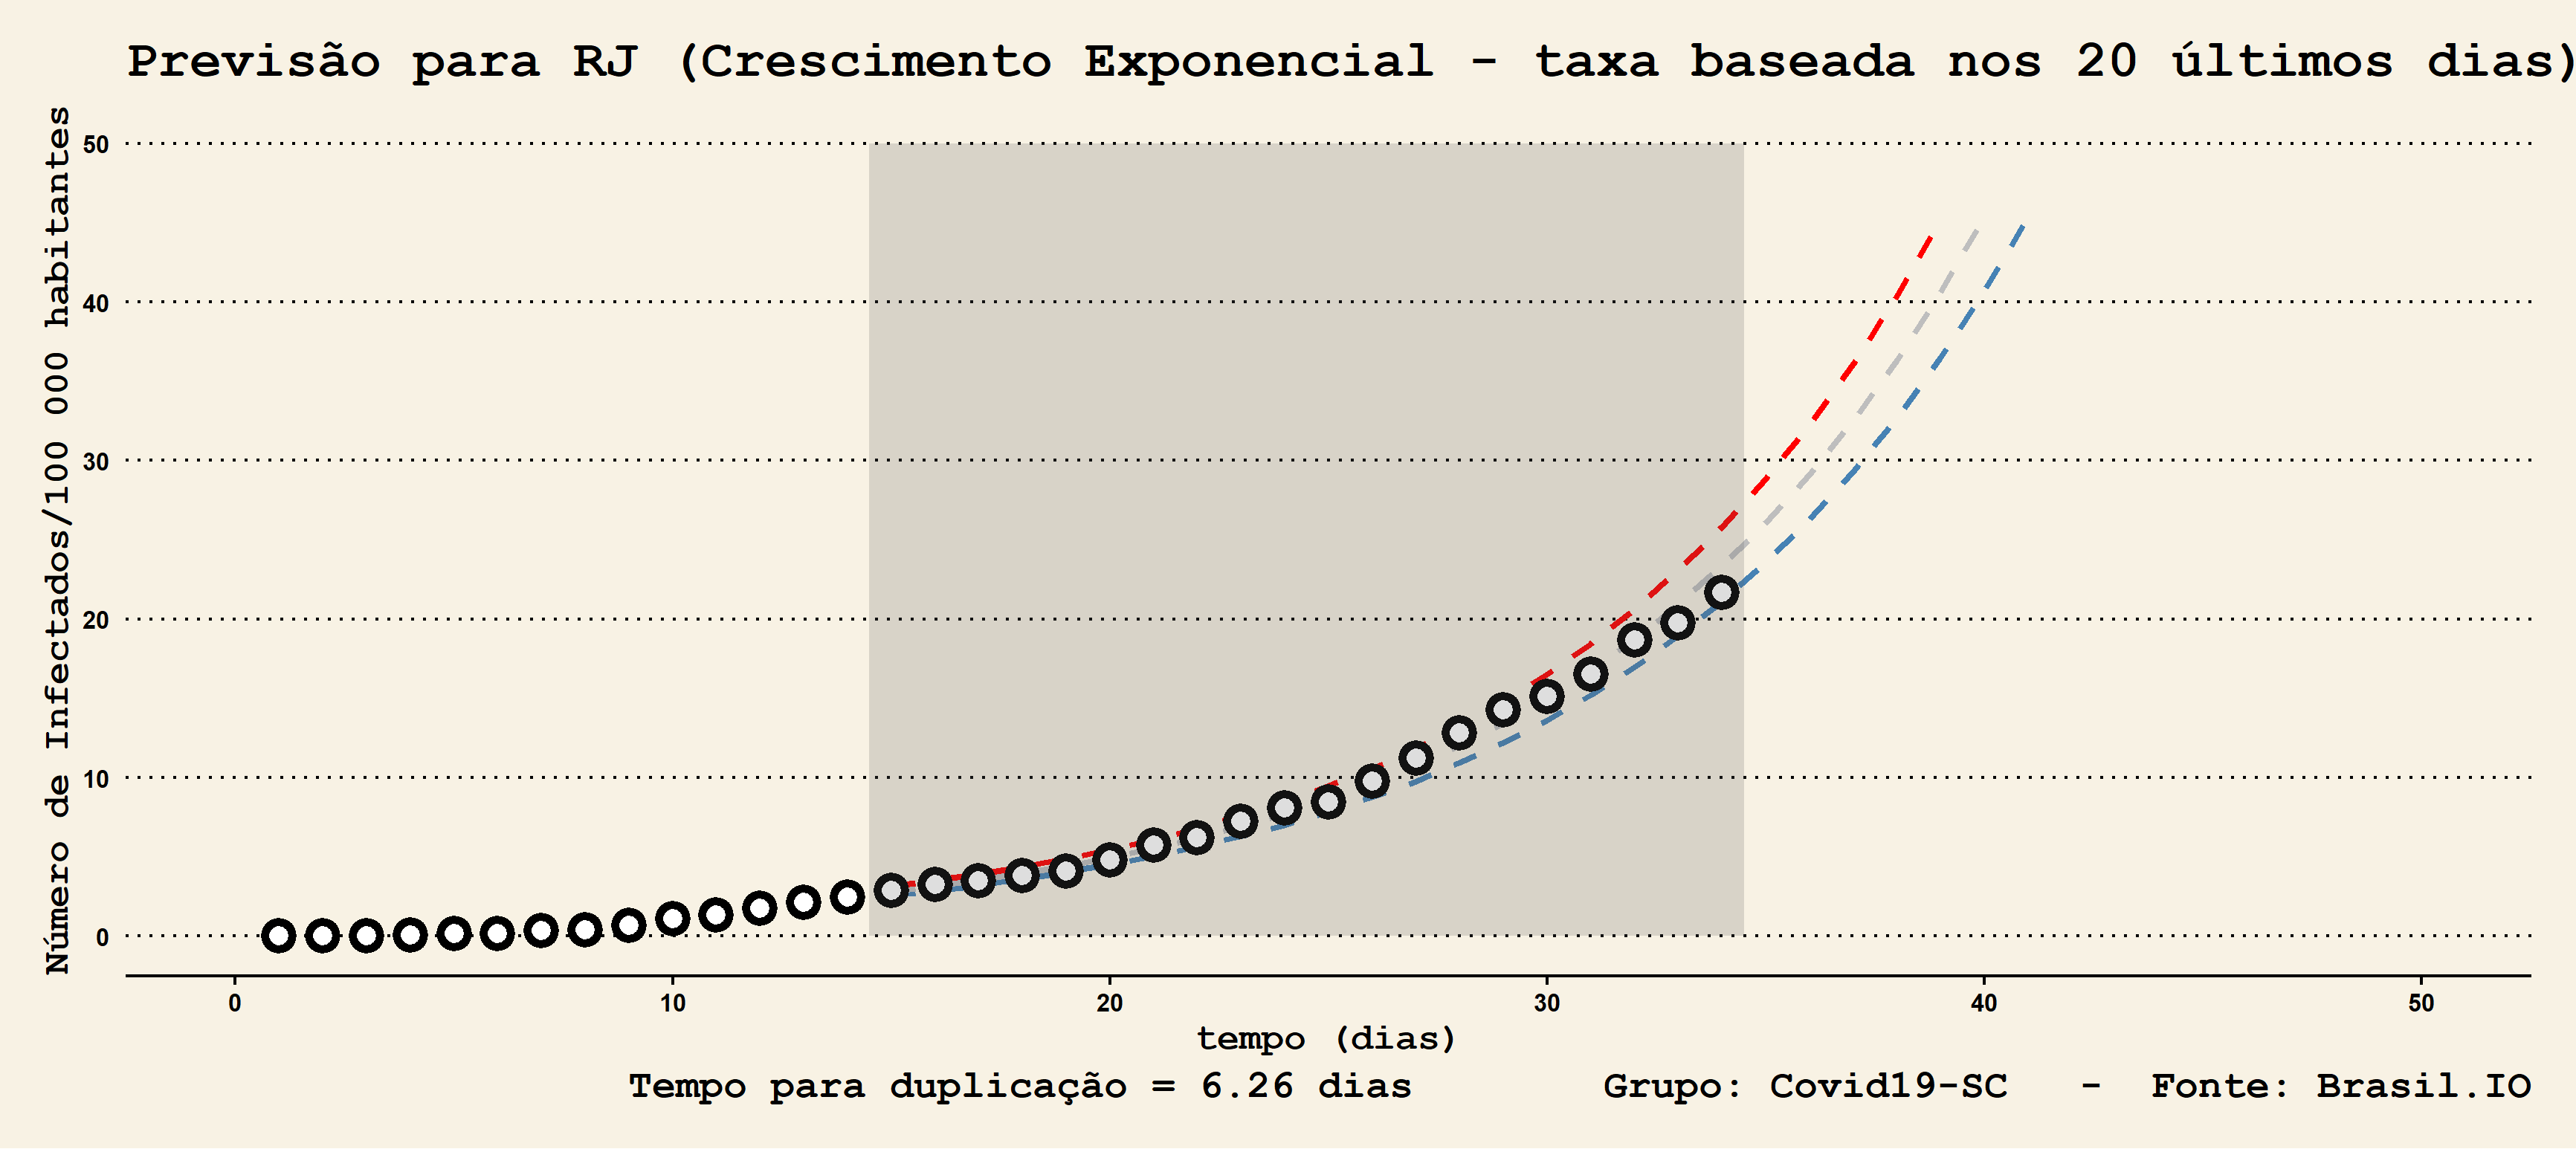 Previsão para RJ (Crescimento Exponencial - taxa baseada nos 20 últimos dias)
Número de Infectados/100 000 habitantes
50
40
30
20
10
0
0 10 20 30 40 50
tempo (dias)
Tempo para duplicação = 6.26 dias Grupo: Covid19-SC - Fonte: Brasil.IO